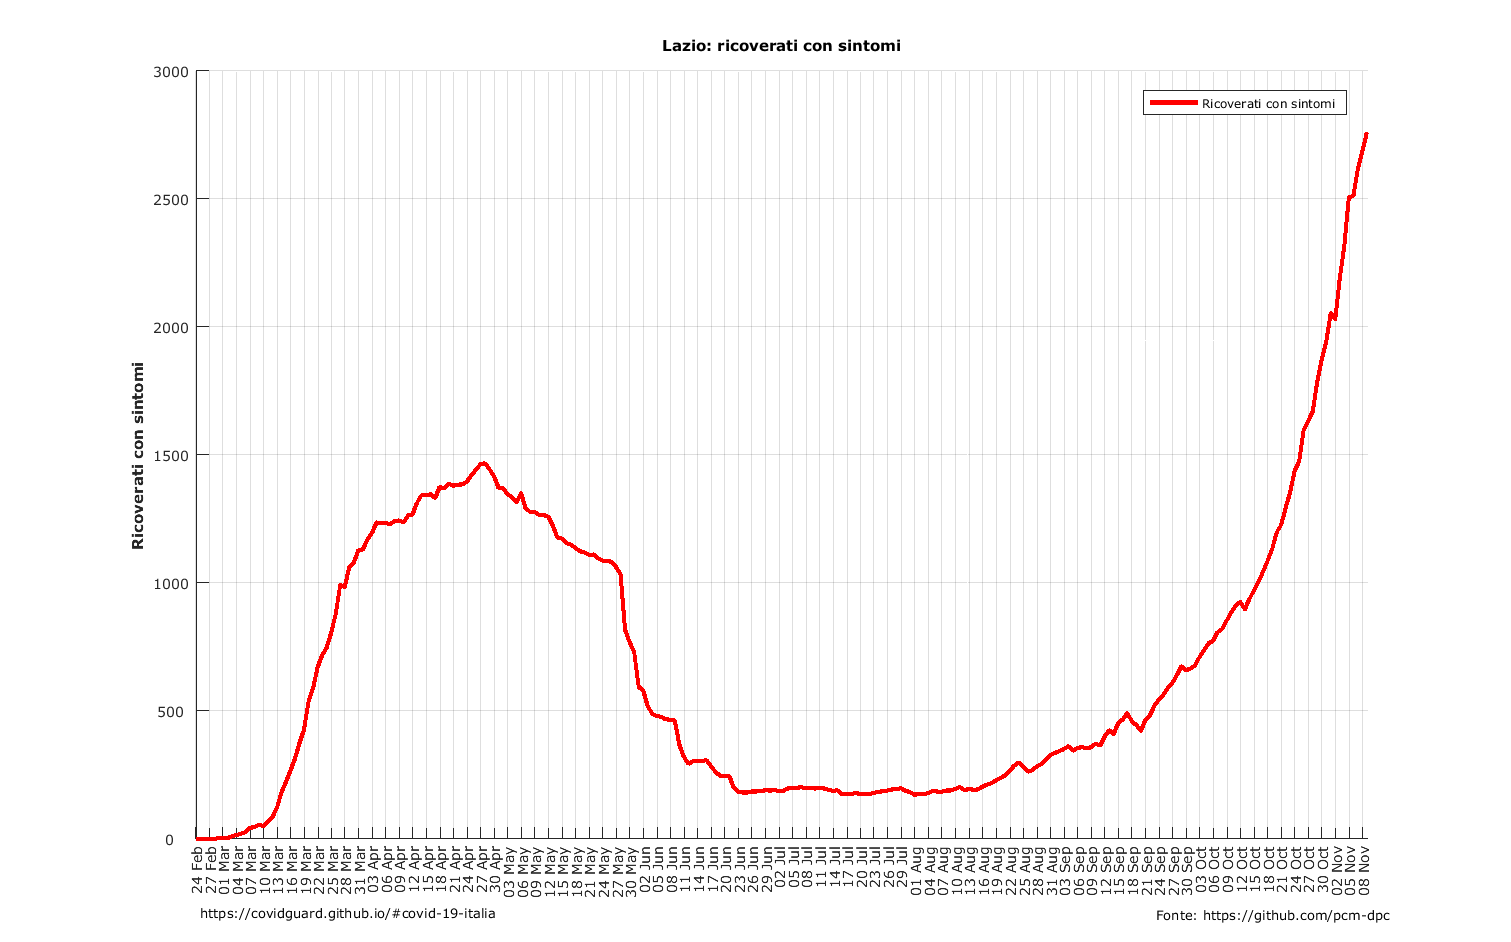 Lazio: ricoverati con sintomi
Ricoverati con sintomi
3000
2500
2000
1500
1000
500
0
Ricoverati con sintomi
24 Feb
27 Feb
01 Mar
04 Mar
07 Mar
10 Mar
13 Mar
16 Mar
19 Mar
22 Mar
25 Mar
28 Mar
31 Mar
03 Apr
06 Apr
09 Apr
12 Apr
15 Apr
18 Apr
21 Apr
24 Apr
27 Apr
30 Apr
03 May
06 May
09 May
12 May
15 May
18 May
21 May
24 May
27 May
30 May
02 Jun
05 Jun
08 Jun
11 Jun
14 Jun
17 Jun
20 Jun
23 Jun
26 Jun
29 Jun
02 Jul
05 Jul
08 Jul
11 Jul
14 Jul
17 Jul
20 Jul
23 Jul
26 Jul
29 Jul
01 Aug
04 Aug
07 Aug
10 Aug
13 Aug
16 Aug
19 Aug
22 Aug
25 Aug
28 Aug
31 Aug
03 Sep
06 Sep
09 Sep
12 Sep
15 Sep
18 Sep
21 Sep
24 Sep
27 Sep
30 Sep
03 Oct
06 Oct
09 Oct
12 Oct
15 Oct
18 Oct
21 Oct
24 Oct
27 Oct
30 Oct
02 Nov
05 Nov
08 Nov
https://covidguard.github.io/#covid-19-italia
Fonte: https://github.com/pcm-dpc